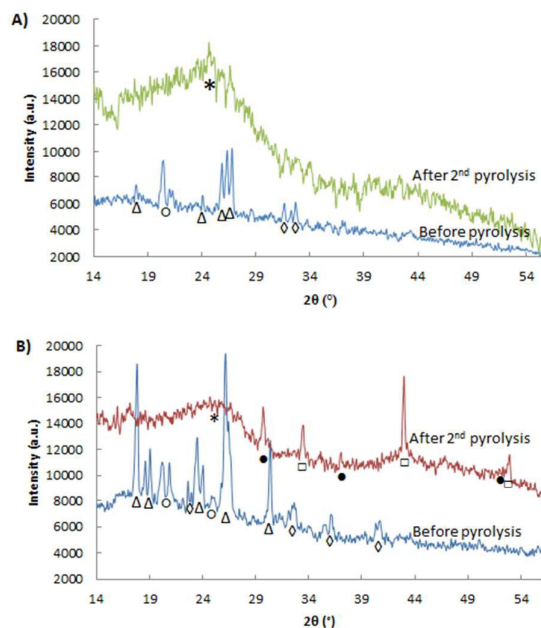 A)
20000
18000
16000
14000
12000
10000
8000
6000
4000
2000
Intensity (a.u.)
*
After 2nd pyrolysis
Before pyrolysis
14 19 24 29 34 39 44 49 54
2θ (°)
B)
20000
18000
16000
14000
12000
10000
8000
6000
4000
2000
Intensity (a.u.)
*
After 2nd pyrolysis
Before pyrolysis
14 19 24 29 34 39 44 49 54
2θ (°)